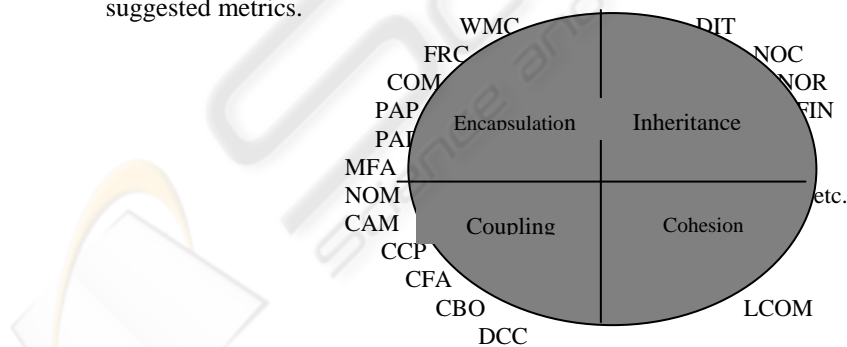 suggested metrics.
WMC
DIT
FRC
NOC
COM
NOR
PAP
FIN
Encapsulation
Inheritance
MFA
NOM
etc.
CAM
Coupling
Cohesion
CCP
CFA
CBO
LCOM
DCC